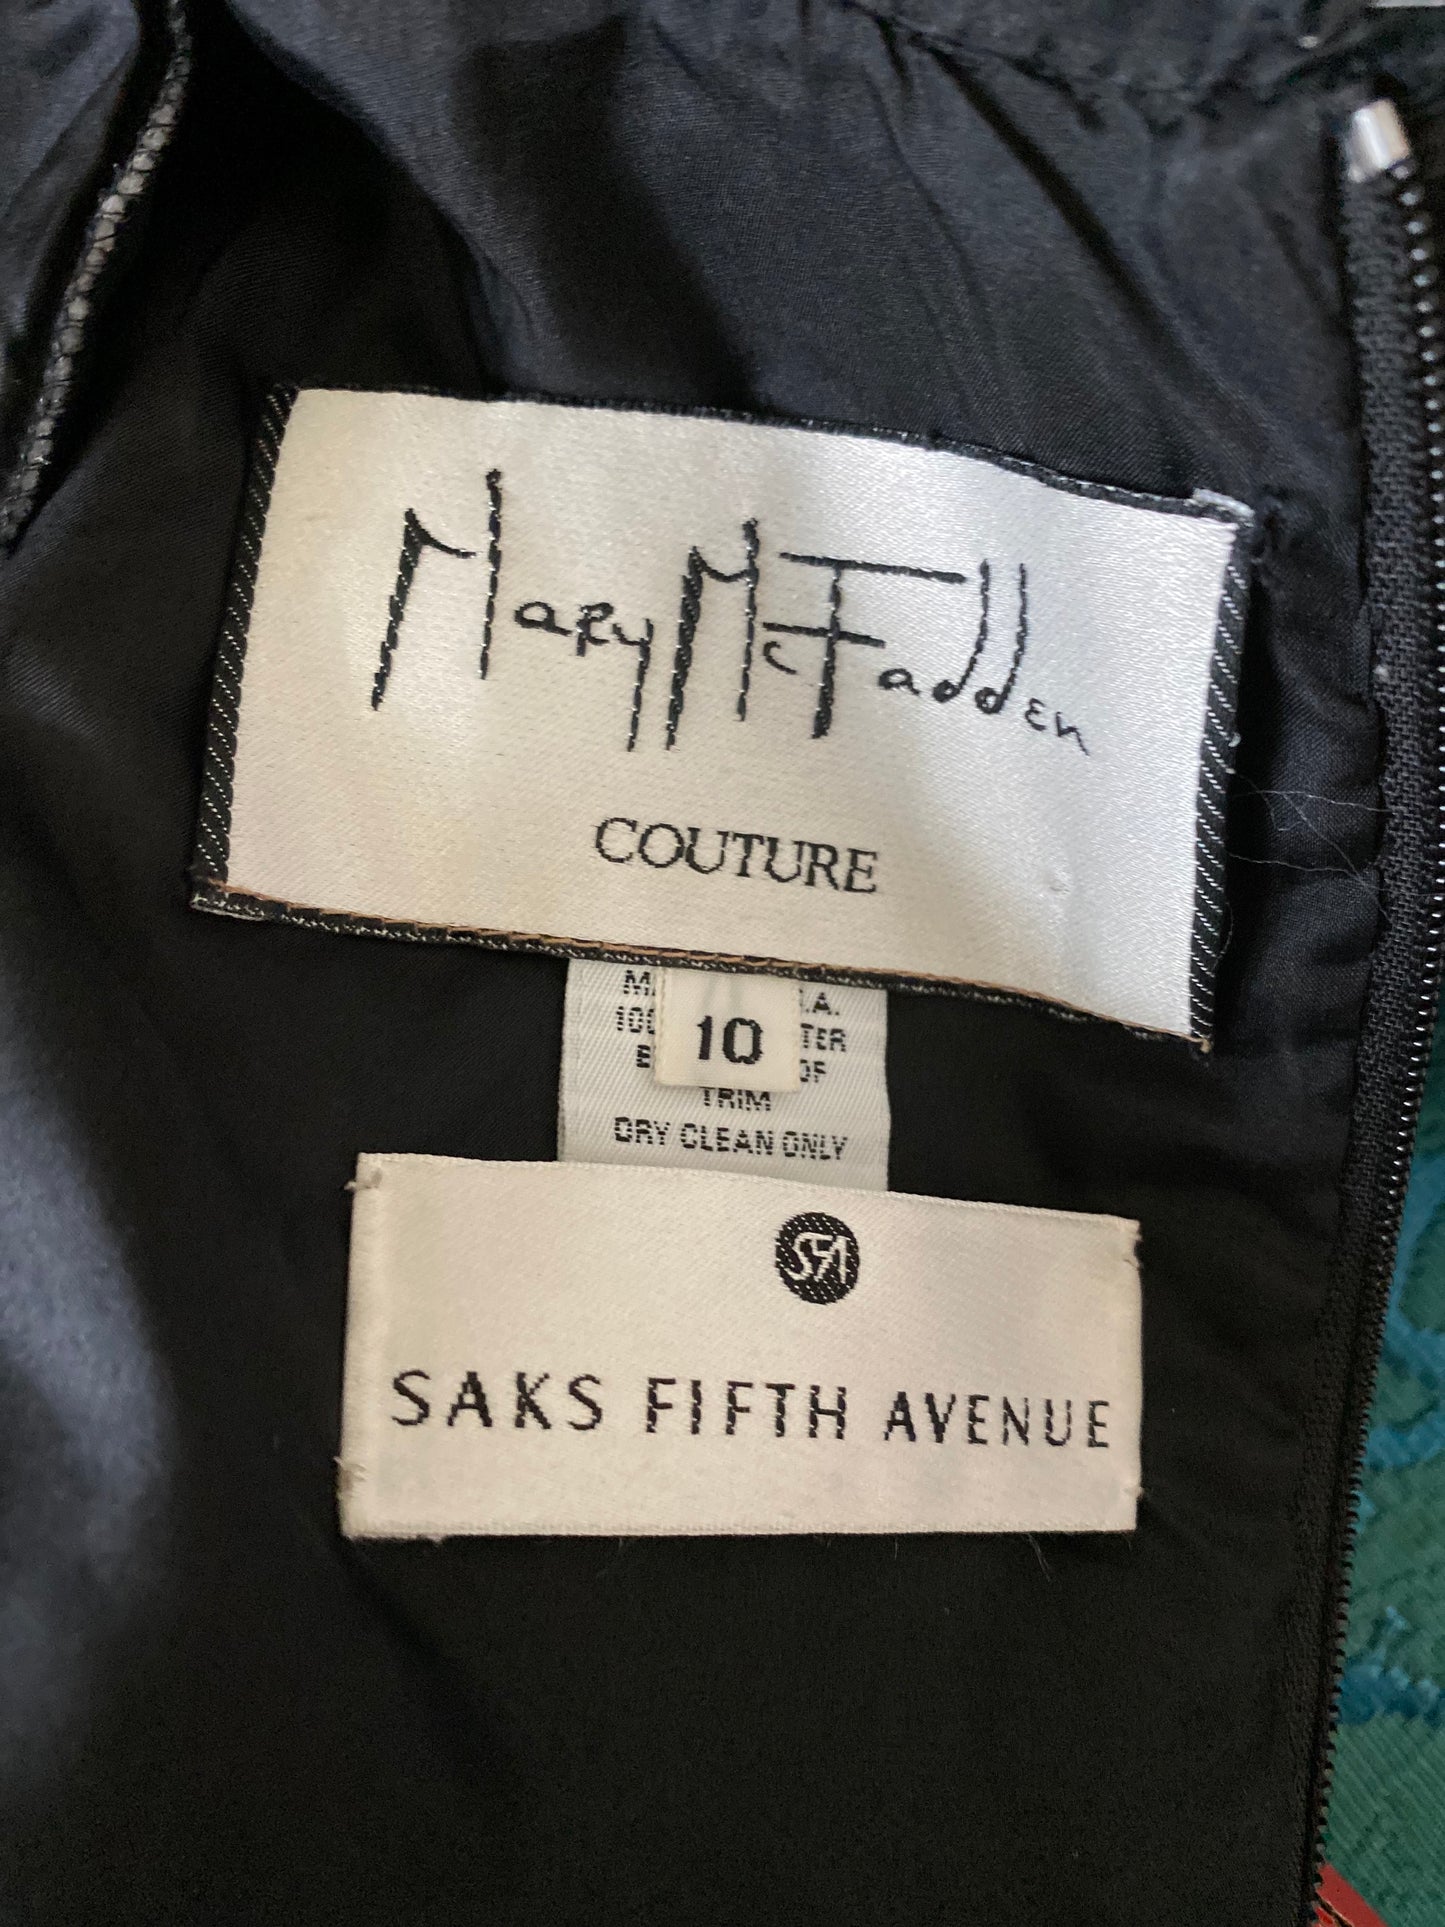 Mary McFadden
COUTURE
10
TRIM
DRY CLEAN ONLY
SFA
SAKS FIFTH AVENUE